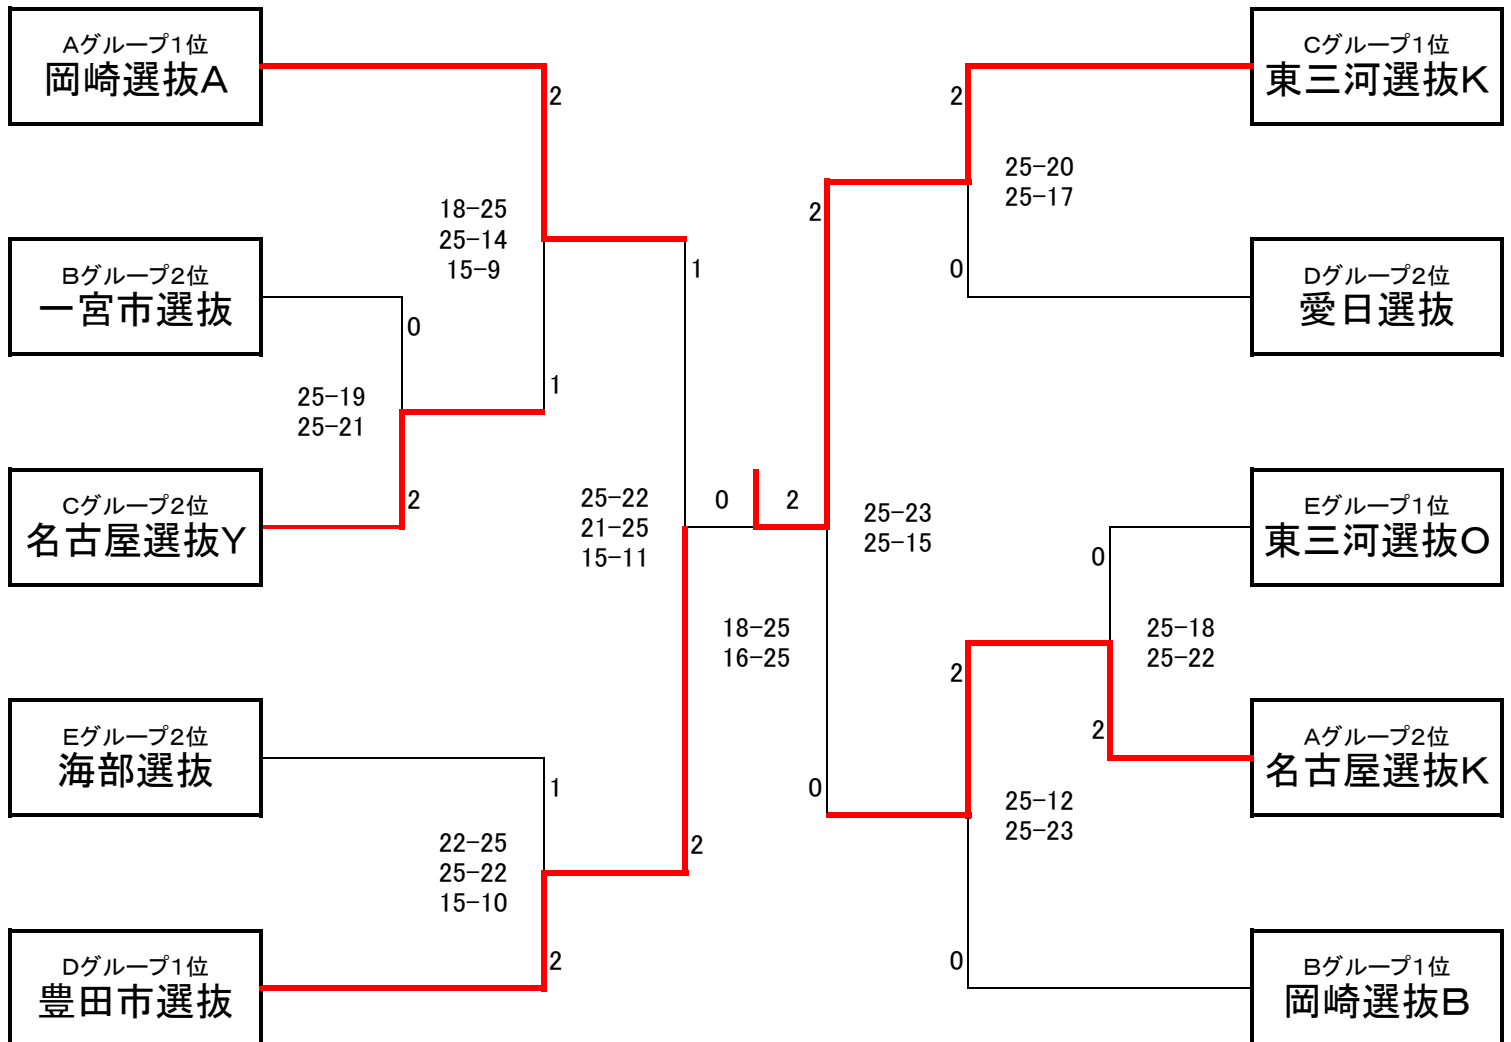 Aグループ1位
岡崎選抜A
Bグループ2位
一宮市選抜
Cグループ2位
名古屋選抜Y
Eグループ2位
海部選抜
Dグループ1位
豊田市選抜
0
25-19
25-21
2
2
18-25
25-14
15-9
1
1
22-25
25-22
15-10
2
1
25-22
21-25
15-11
2
0
2
18-25
16-25
2
25-23
25-15
0
2
25-20
25-17
0
2
25-12
25-23
0
0
25-18
25-22
2
Cグループ1位
東三河選抜K
Dグループ2位
愛日選抜
Eグループ1位
東三河選抜O
Aグループ2位
名古屋選抜K
Bグループ1位
岡崎選抜B